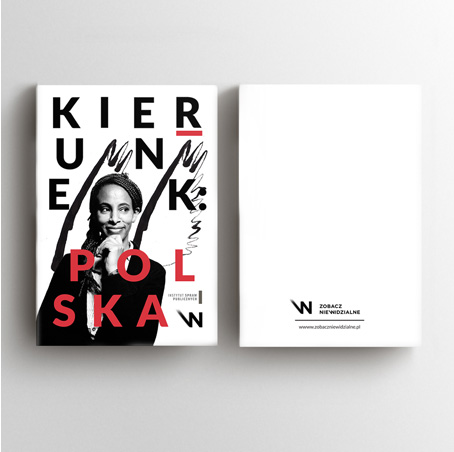 KIER
UN
EK:
POL
SKA
INSTYTUT SPRAW
PUBLICZNYCH
ZOBACZ
NIEWIDZIALNE
www.zobaczniewidzialne.pl